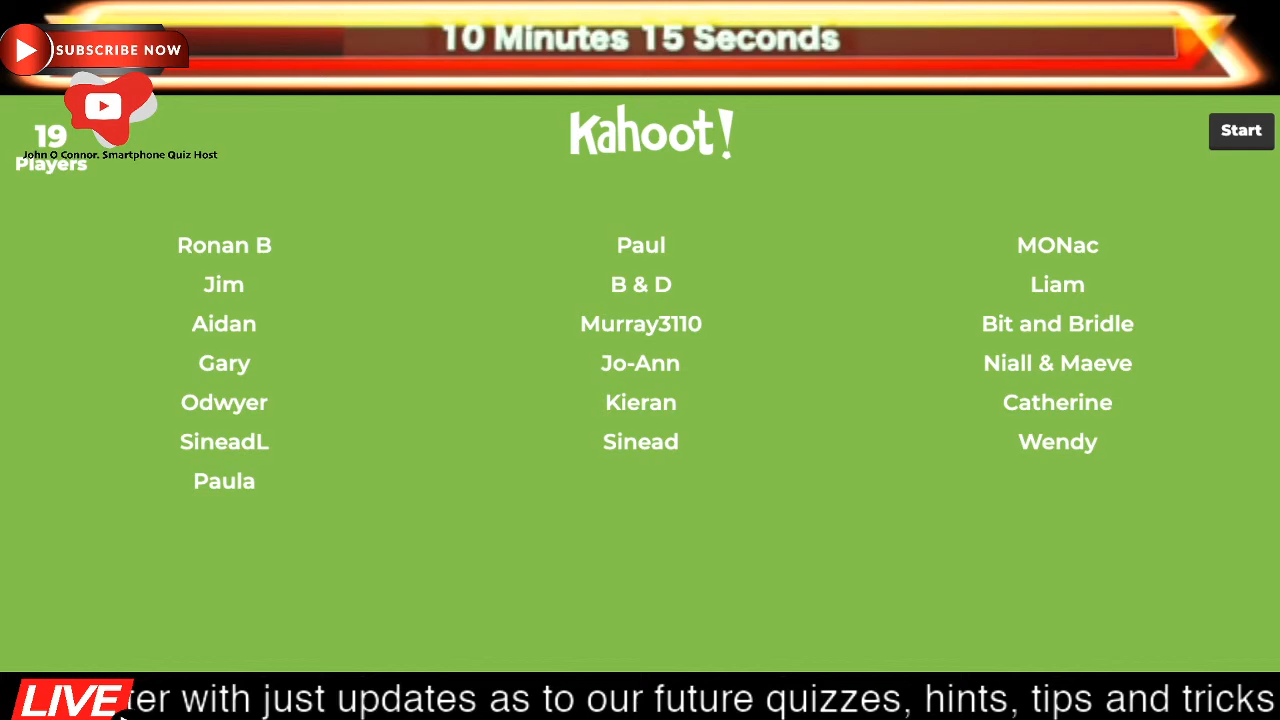 10 Minutes 15 Seconds
SUBSCRIBE NOW
Kahoot!
Start
19
Players
John O Connor. Smartphone Quiz Host
Ronan B Paul MONac
Jim B & D Liam
Aidan Murray3110 Bit and Bridle
Gary Jo-Ann Niall & Maeve
Odwyer Kieran Catherine
SineadL Sinead Wendy
Paula
LIVE ter with just updates as to our future quizzes, hints, tips and tricks